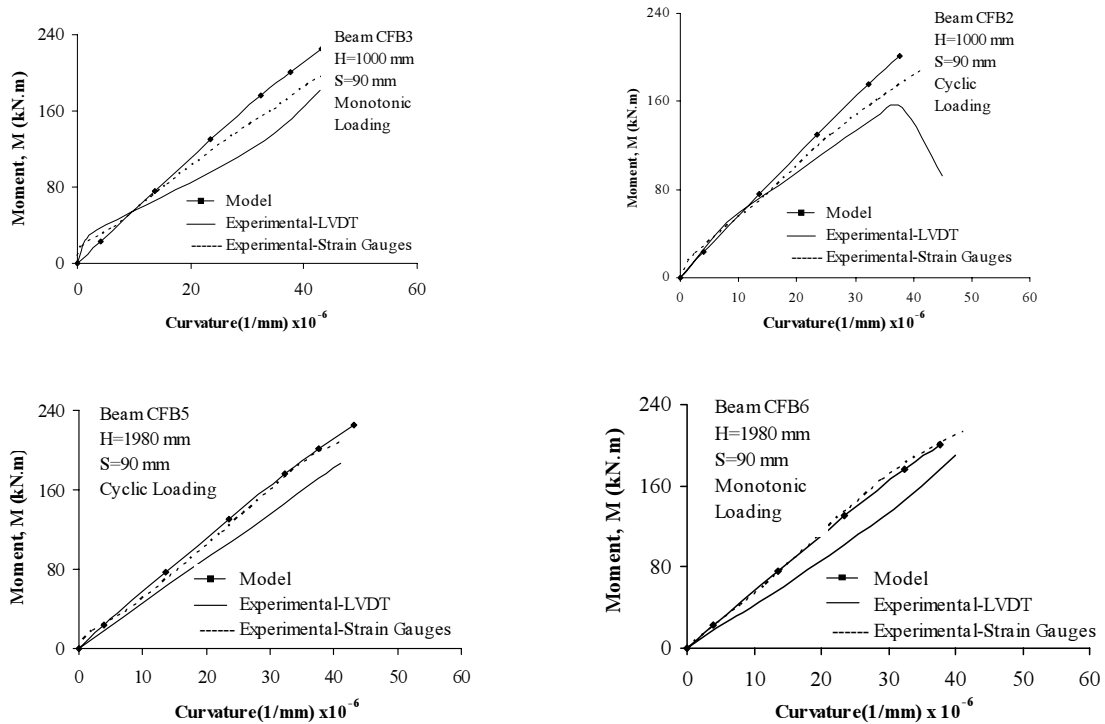 240
160
80
0
Moment, M (kN.m)
Beam CFB3
H=1000 mm
S=90 mm
Monotonic
Loading
Model
Experimental-LVDT
Experimental-Strain Gauges
0
20
40
60
Curvature(1/mm) x10-6
240
160
80
0
Moment, M (kN.m)
Beam CFB2
H=1000 mm
S=90 mm
Cyclic
Loading
Model
Experimental-LVDT
Experimental-Strain Gauges
0 10 20 30 40 50 60
Curvature(1/mm) x10-6
240
160
80
0
Moment, M (kN.m)
Beam CFB5
H=1980 mm
S=90 mm
Cyclic Loading
Model
Experimental-LVDT
Experimental-Strain Gauges
0 10 20 30 40 50 60
Curvature(1/mm) x10-6
240
160
80
0
Moment, M (kN.m)
Beam CFB6
H=1980 mm
S=90 mm
Monotonic
Loading
Model
Experimental-LVDT
Experimental-Strain Gauges
0 10 20 30 40 50 60
Curvature(1/mm) x 10-6